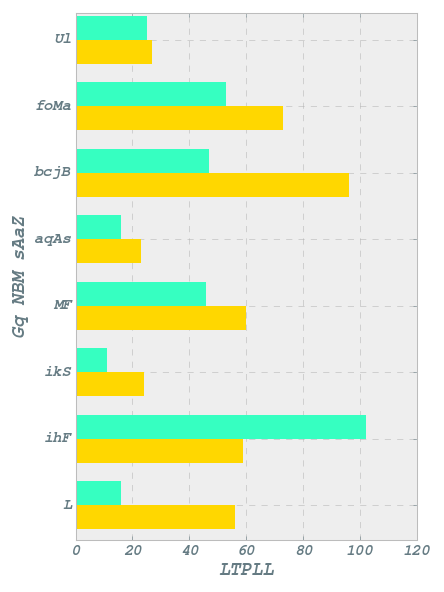 Ul
foMa
bcjB
aqAs
MF
ikS
ihF
L
Gq NBM sAaZ
0 20 40 60 80 100 120
LTPLL